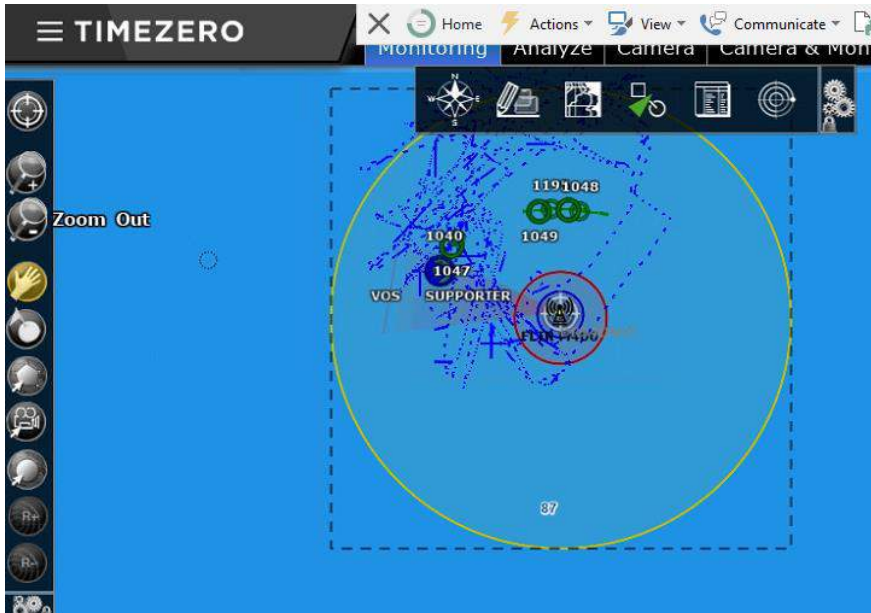 TIMEZERO
Home Actions View Communicate
Monitoring Analyze Camera Camera & Mon
N
W E
S
Zoom Out
1048
1040
1049
1047
VOS SUPPORTER
87
R+
R-